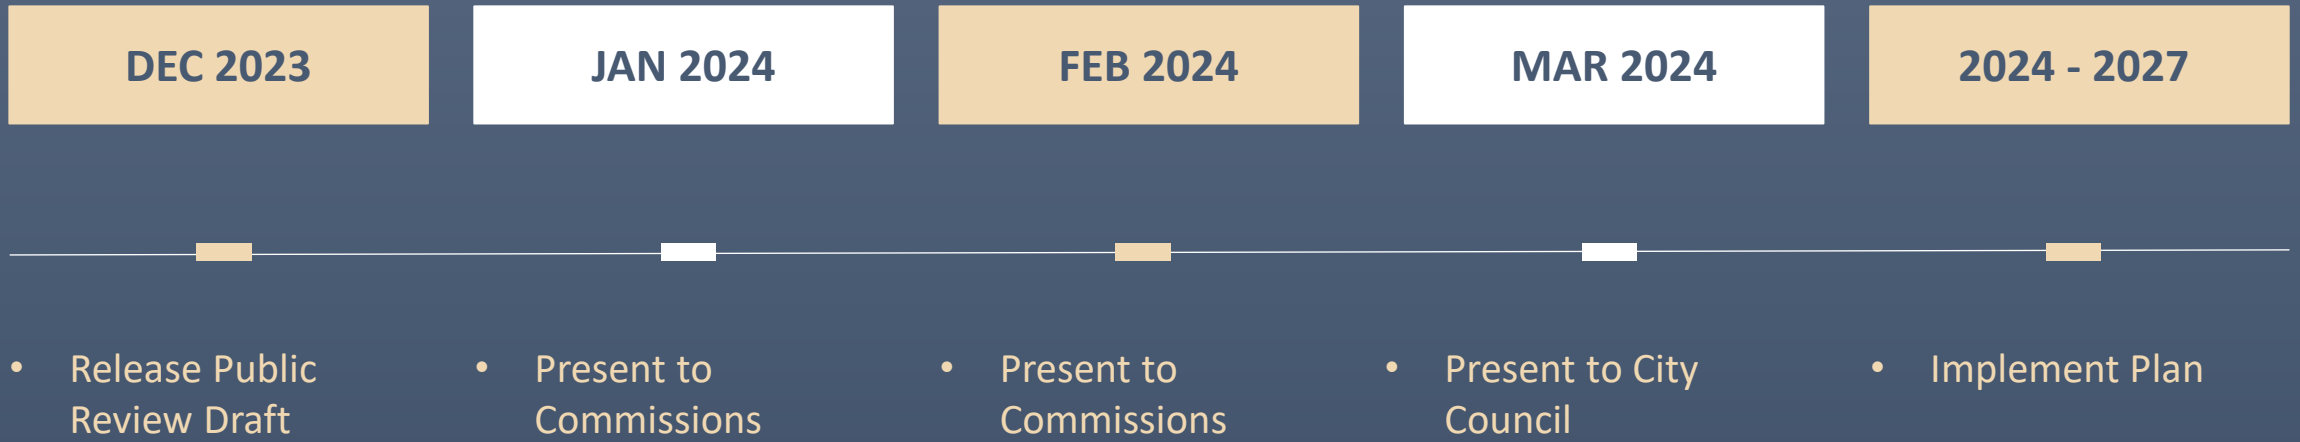 DEC 2023
JAN 2024
FEB 2024
MAR 2024
2024 - 2027
• Release Public
Review Draft
• Present to
Commissions
• Present to
Commissions
• Present to City
Council
• Implement Plan